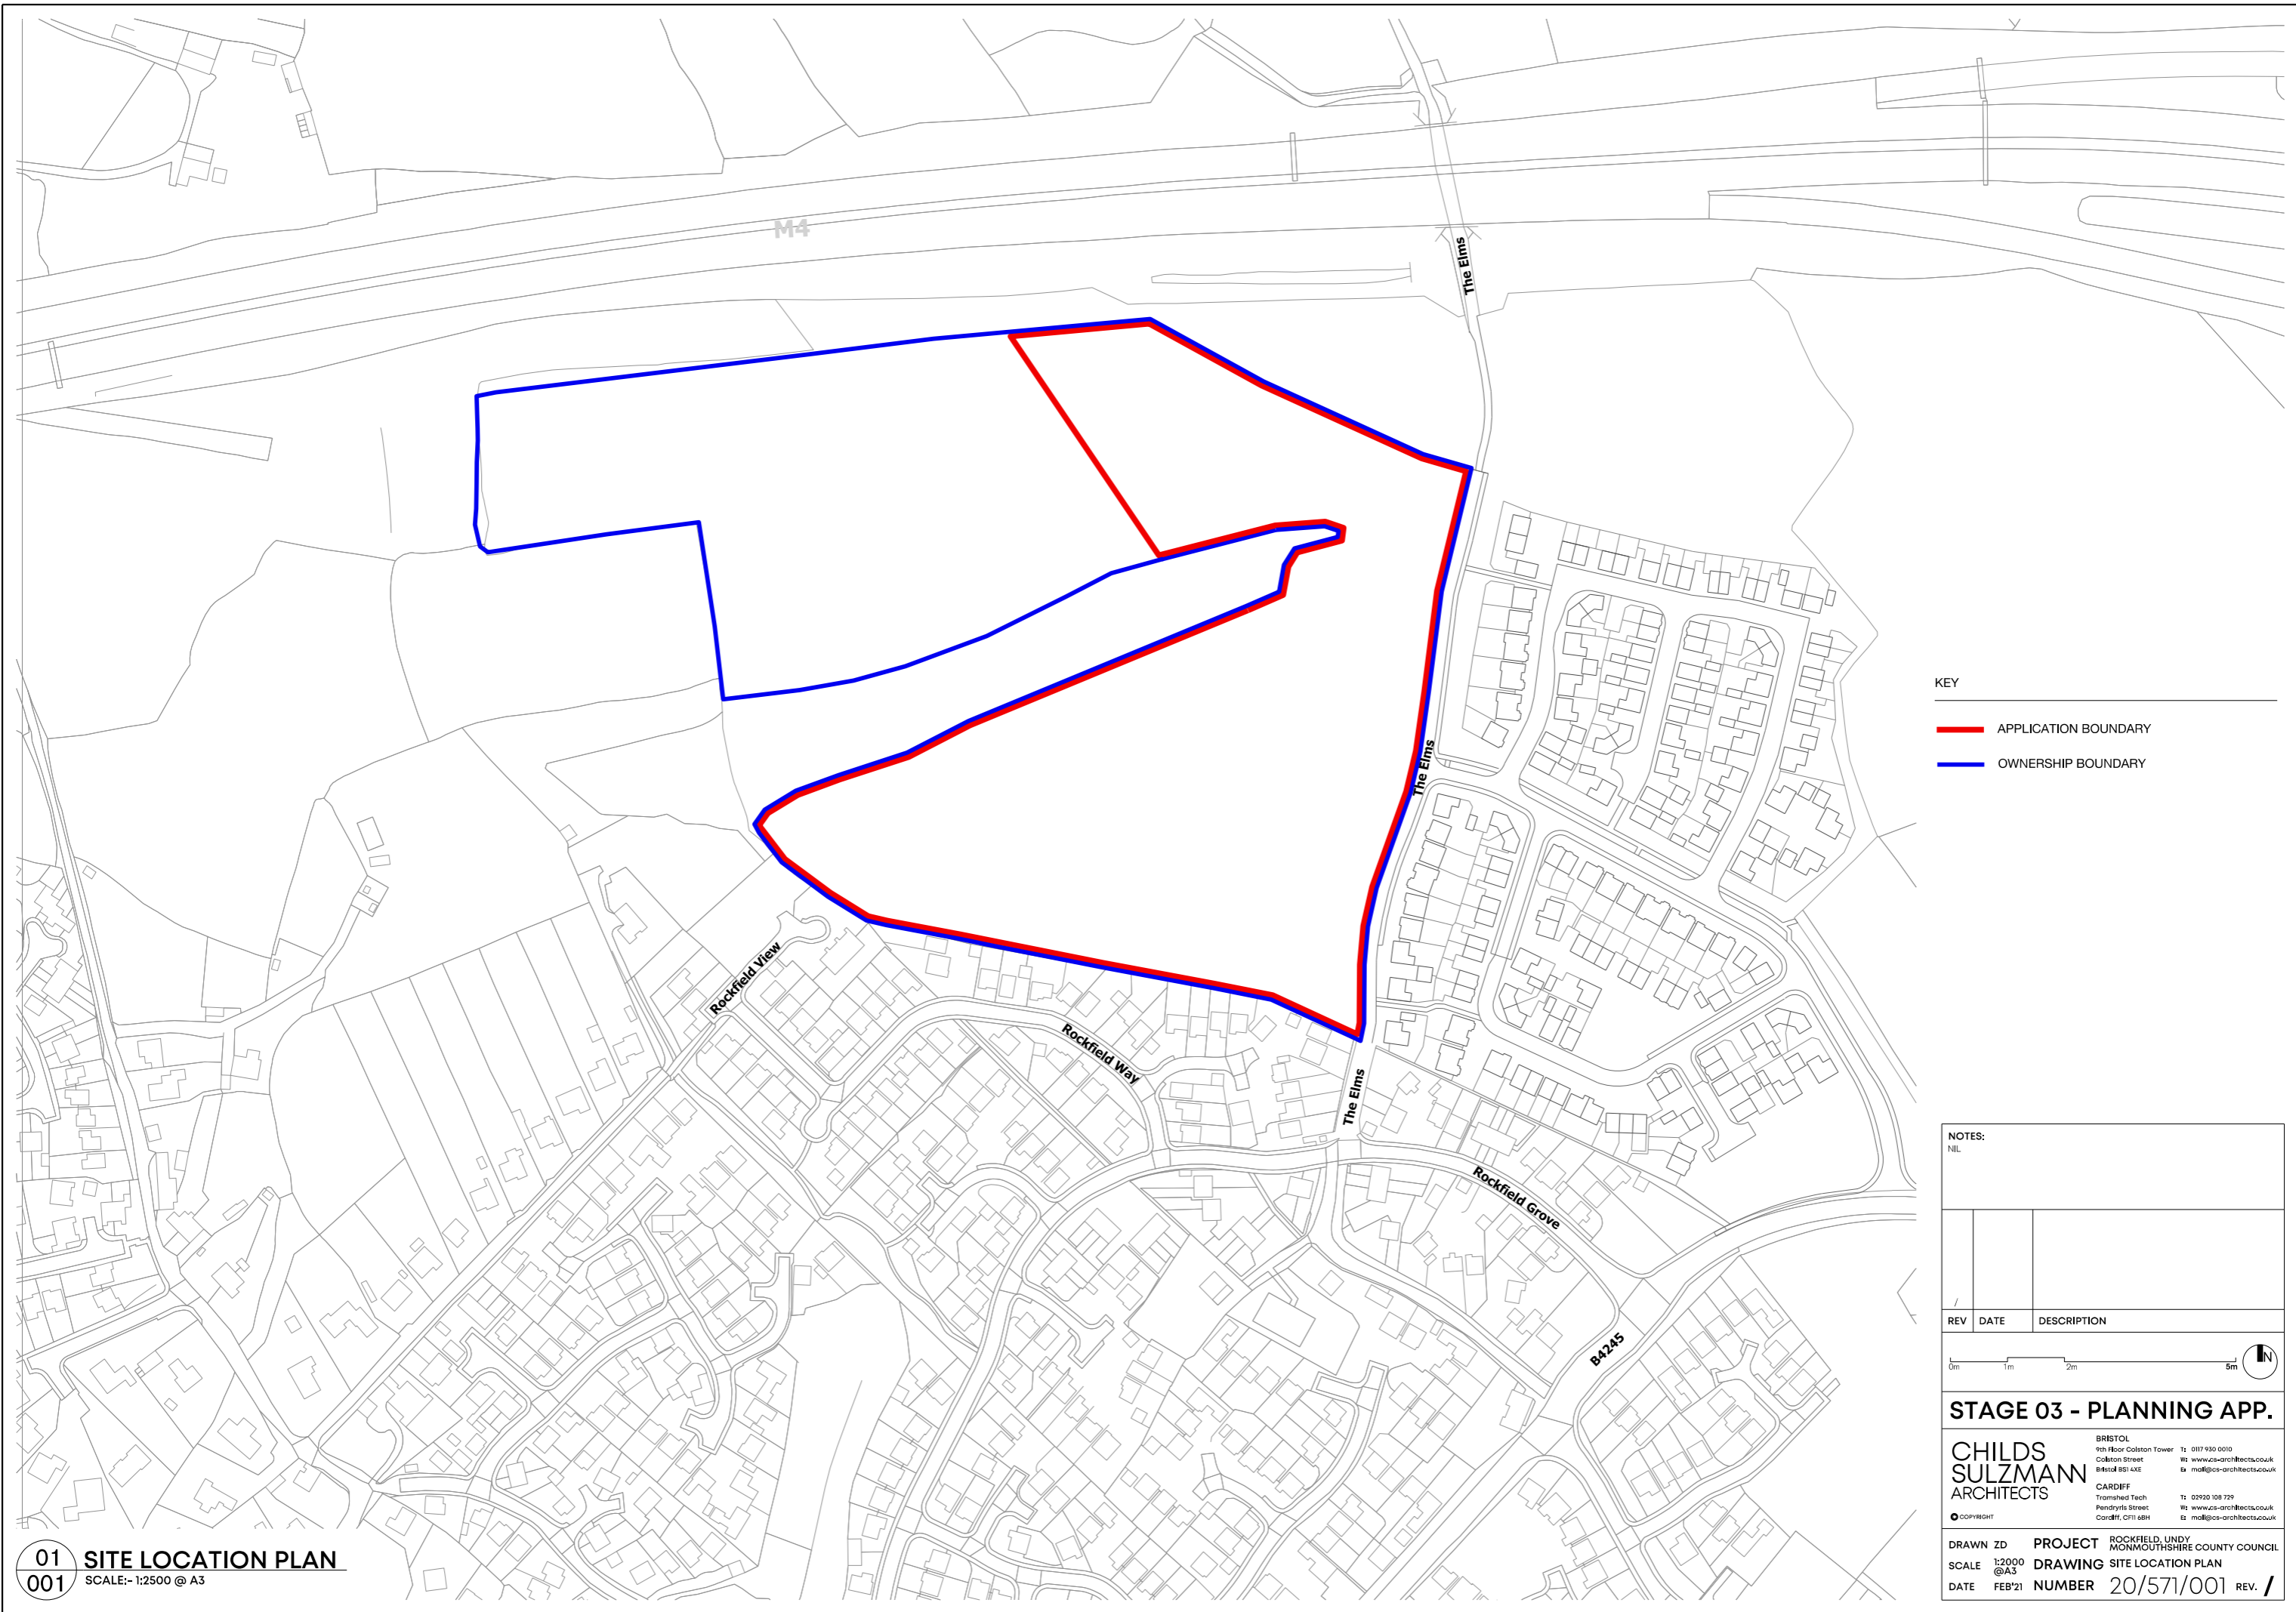 M4
The Elms
The Elms
Rockfield View
Rockfield Way
The Elms
Rockfield Grove
B4245
KEY
APPLICATION BOUNDARY
OWNERSHIP BOUNDARY
NOTES:
NIL
/
REV DATE DESCRIPTION
0m 1m 2m 5m N
STAGE 03 - PLANNING APP.
CHILDS
SULZMANN
ARCHITECTS
COPYRIGHT
BRISTOL
9th Floor Colston Tower T: 0117 930 0010
Colston Street W: www.cs-architects.co.uk
Bristol BS1 4XE E: mail@cs-architects.co.uk
CARDIFF
Tramshed Tech T: 02920 108 729
Pendyris Street W: www.cs-architects.co.uk
Cardiff, CF11 6BH E: mail@cs-architects.co.uk
DRAWN ZD PROJECT ROCKFIELD, UNDY
MONMOUTHSHIRE COUNTY COUNCIL
SCALE 1:2000 @A3 DRAWING SITE LOCATION PLAN
DATE FEB'21 NUMBER 20/571/001 REV. /
01
001
SITE LOCATION PLAN
SCALE:- 1:2500 @ A3